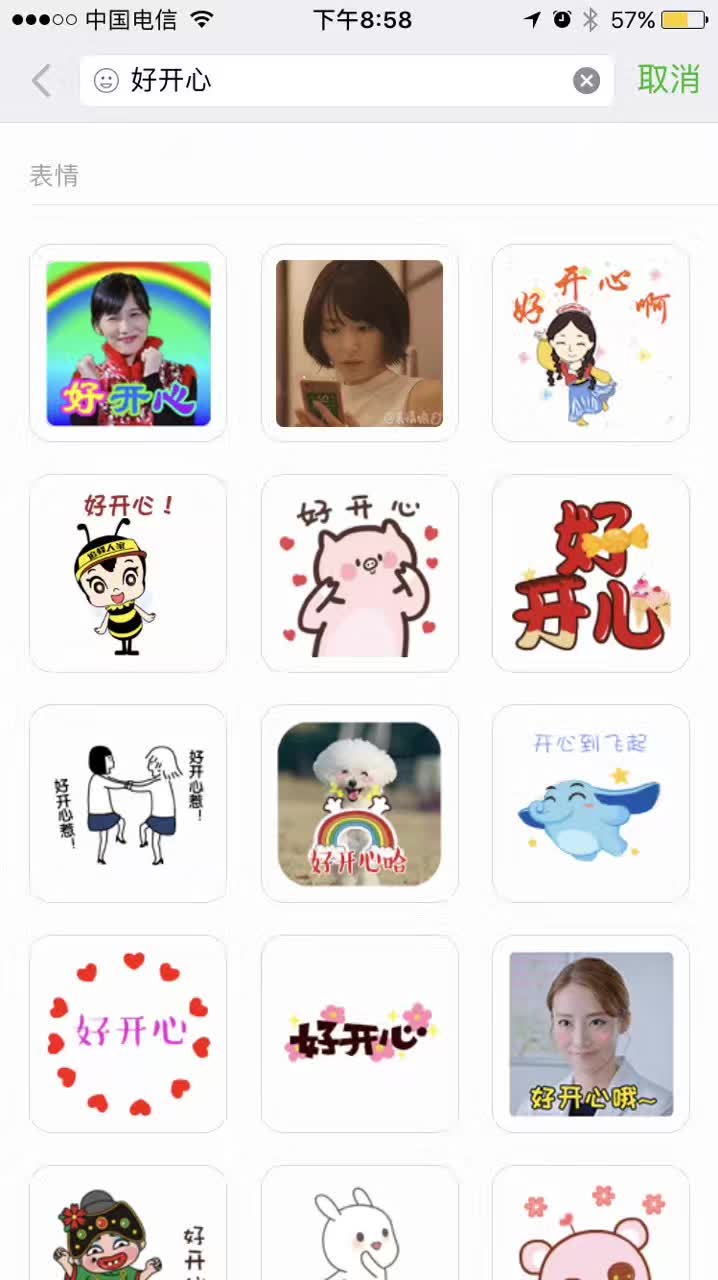 中国电信
下午8:58
57%
好开心
取消
表情
好开心
好开心啊
好开心！
追鲜人家
好开心
好
开心
好开心惹！
好开心惹！
好开心哈
开心到飞起
好开心
好开心
好开心哦~
好
开